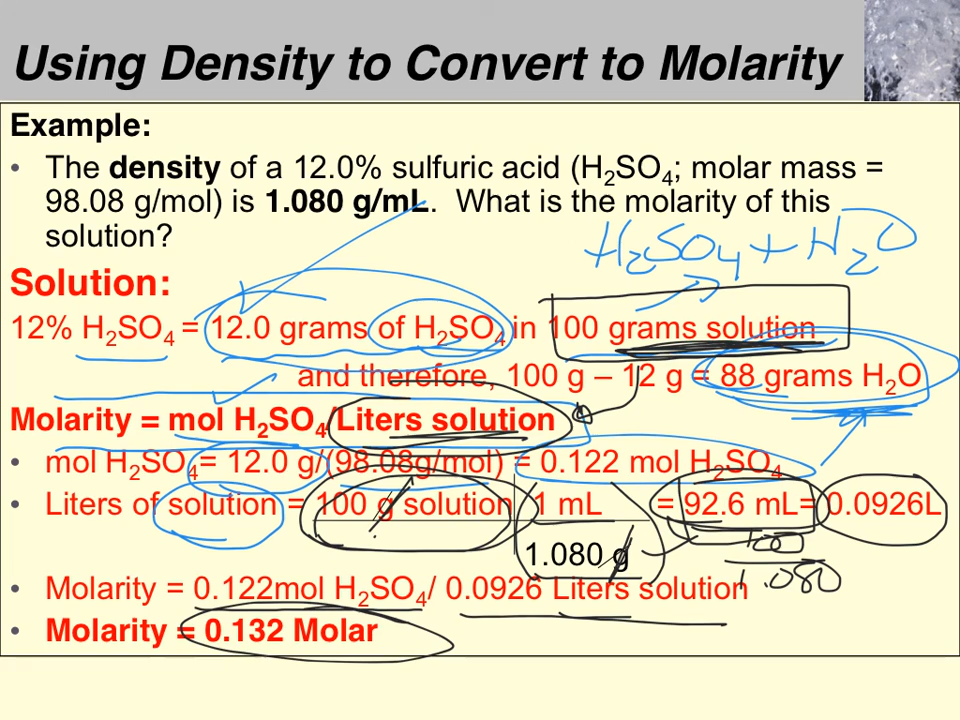 Using Density to Convert to Molarity
Example:
• The density of a 12.0% sulfuric acid (H₂SO₄; molar mass =
98.08 g/mol) is 1.080 g/mL. What is the molarity of this
solution?
H₂SO₄ + H₂O
Solution:
12% H₂SO₄ = 12.0 grams of H₂SO₄ in 100 grams solution
and therefore, 100 g – 12 g = 88 grams H₂O
Molarity = mol H₂SO₄/Liters solution
• mol H₂SO₄= 12.0 g/(98.08g/mol) = 0.122 mol H₂SO₄
• Liters of solution = 100 g solution 1 mL = 92.6 mL= 0.0926L
1.080 g
100
1.080
• Molarity = 0.122mol H₂SO₄/ 0.0926 Liters solution
• Molarity = 0.132 Molar